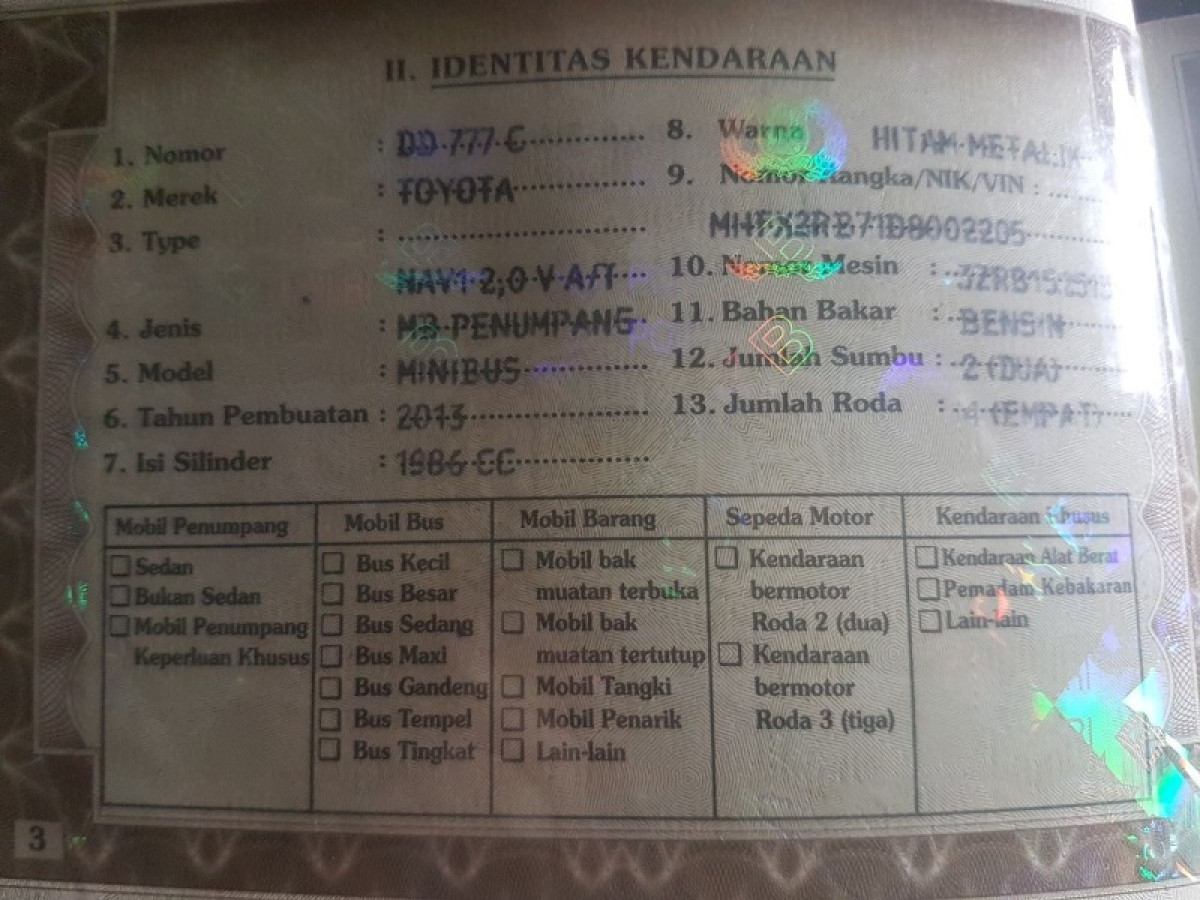 II. IDENTITAS KENDARAAN
1. Nomor : DD 777 C
2. Merek : TOYOTA
3. Type :
NAV1 2,0 V A/T
4. Jenis : MB PENUMPANG
5. Model : MINIBUS
6. Tahun Pembuatan : 2013
7. Isi Silinder : 1986 CC
8. Warna HITAM METALIK
9. Nomor Rangka/NIK/VIN :
MHFX2RB71D8002205
10. Nomor Mesin :
11. Bahan Bakar : BENSIN
12. Jumlah Sumbu : 2 (DUA)
13. Jumlah Roda : 4 (EMPAT)
Mobil Penumpang
Sedan
Bukan Sedan
Mobil Penumpang
Keperluan Khusus
Mobil Bus
Bus Kecil
Bus Besar
Bus Sedang
Bus Maxi
Bus Gandeng
Bus Tempel
Bus Tingkat
Mobil Barang
Mobil bak
muatan terbuka
Mobil bak
muatan tertutup
Mobil Tangki
Mobil Penarik
Lain-lain
Sepeda Motor
Kendaraan
bermotor
Roda 2 (dua)
Kendaraan
bermotor
Roda 3 (tiga)
Kendaraan Khusus
Kendaraan Alat Berat
Pemadam Kebakaran
Lain-lain
3